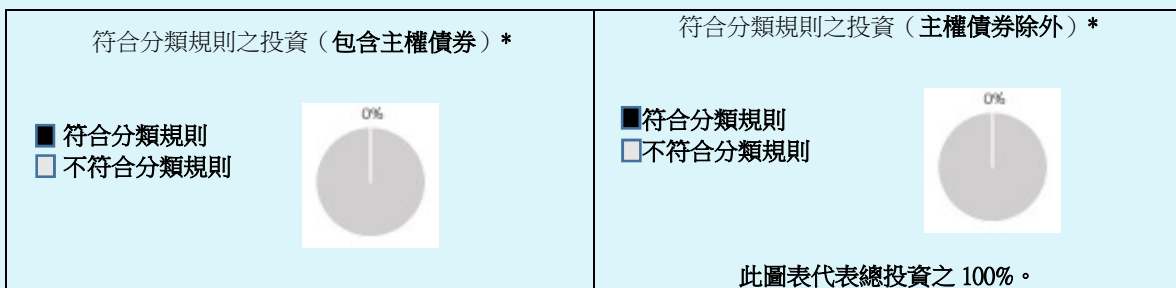 符合分類規則之投資（包含主權債券）*
0%
符合分類規則
不符合分類規則
符合分類規則之投資（主權債券除外）*
0%
符合分類規則
不符合分類規則
此圖表代表總投資之 100%。